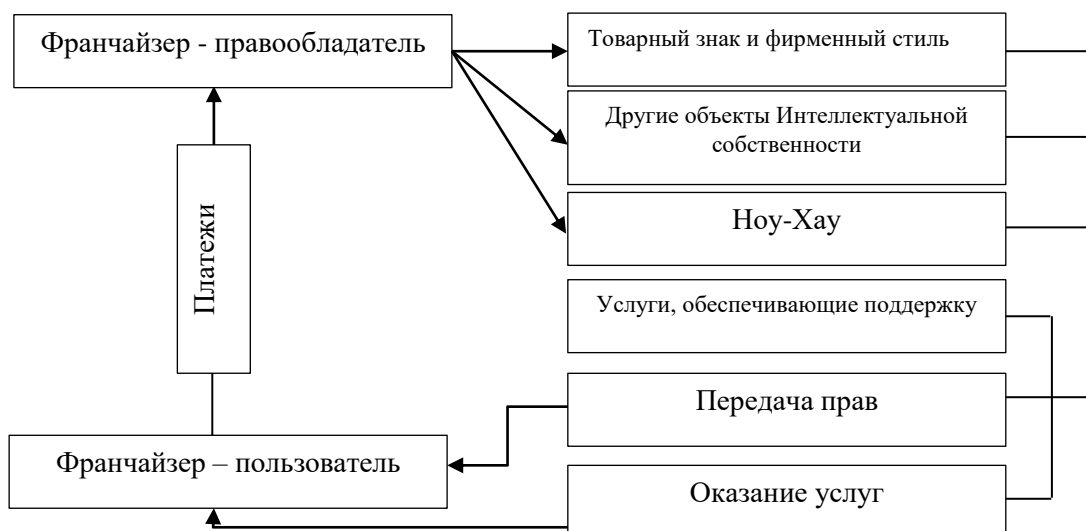 Франчайзер - правообладатель
Товарный знак и фирменный стиль
Другие объекты Интеллектуальной
собственности
Ноу-Хау
Платежи
Услуги, обеспечивающие поддержку
Передача прав
Франчайзер – пользователь
Оказание услуг